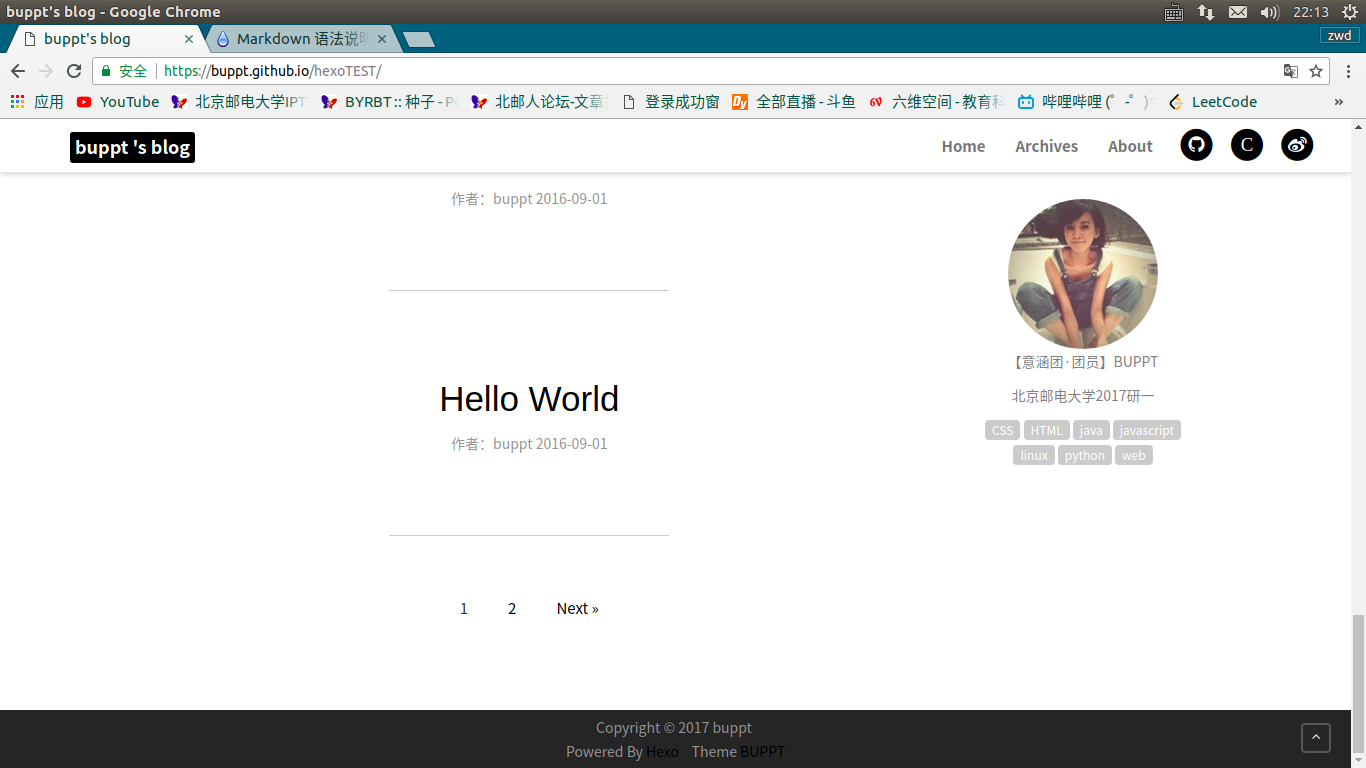 buppt's blog - Google Chrome
22:13
buppt's blog
Markdown 语法说明
zwd
安全 https://buppt.github.io/hexoTEST/
应用 YouTube 北京邮电大学IPT BYRBT :: 种子 - P 北邮人论坛-文章 登录成功窗 全部直播 - 斗鱼 六维空间 - 教育科 哔哩哔哩 (゜-゜) LeetCode »
buppt 's blog
Home Archives About C
作者：buppt 2016-09-01
Hello World
作者：buppt 2016-09-01
1 2 Next »
【意涵团·团员】BUPPT
北京邮电大学2017研一
CSS HTML java javascript
linux python web
Copyright © 2017 buppt
Powered By Hexo Theme BUPPT